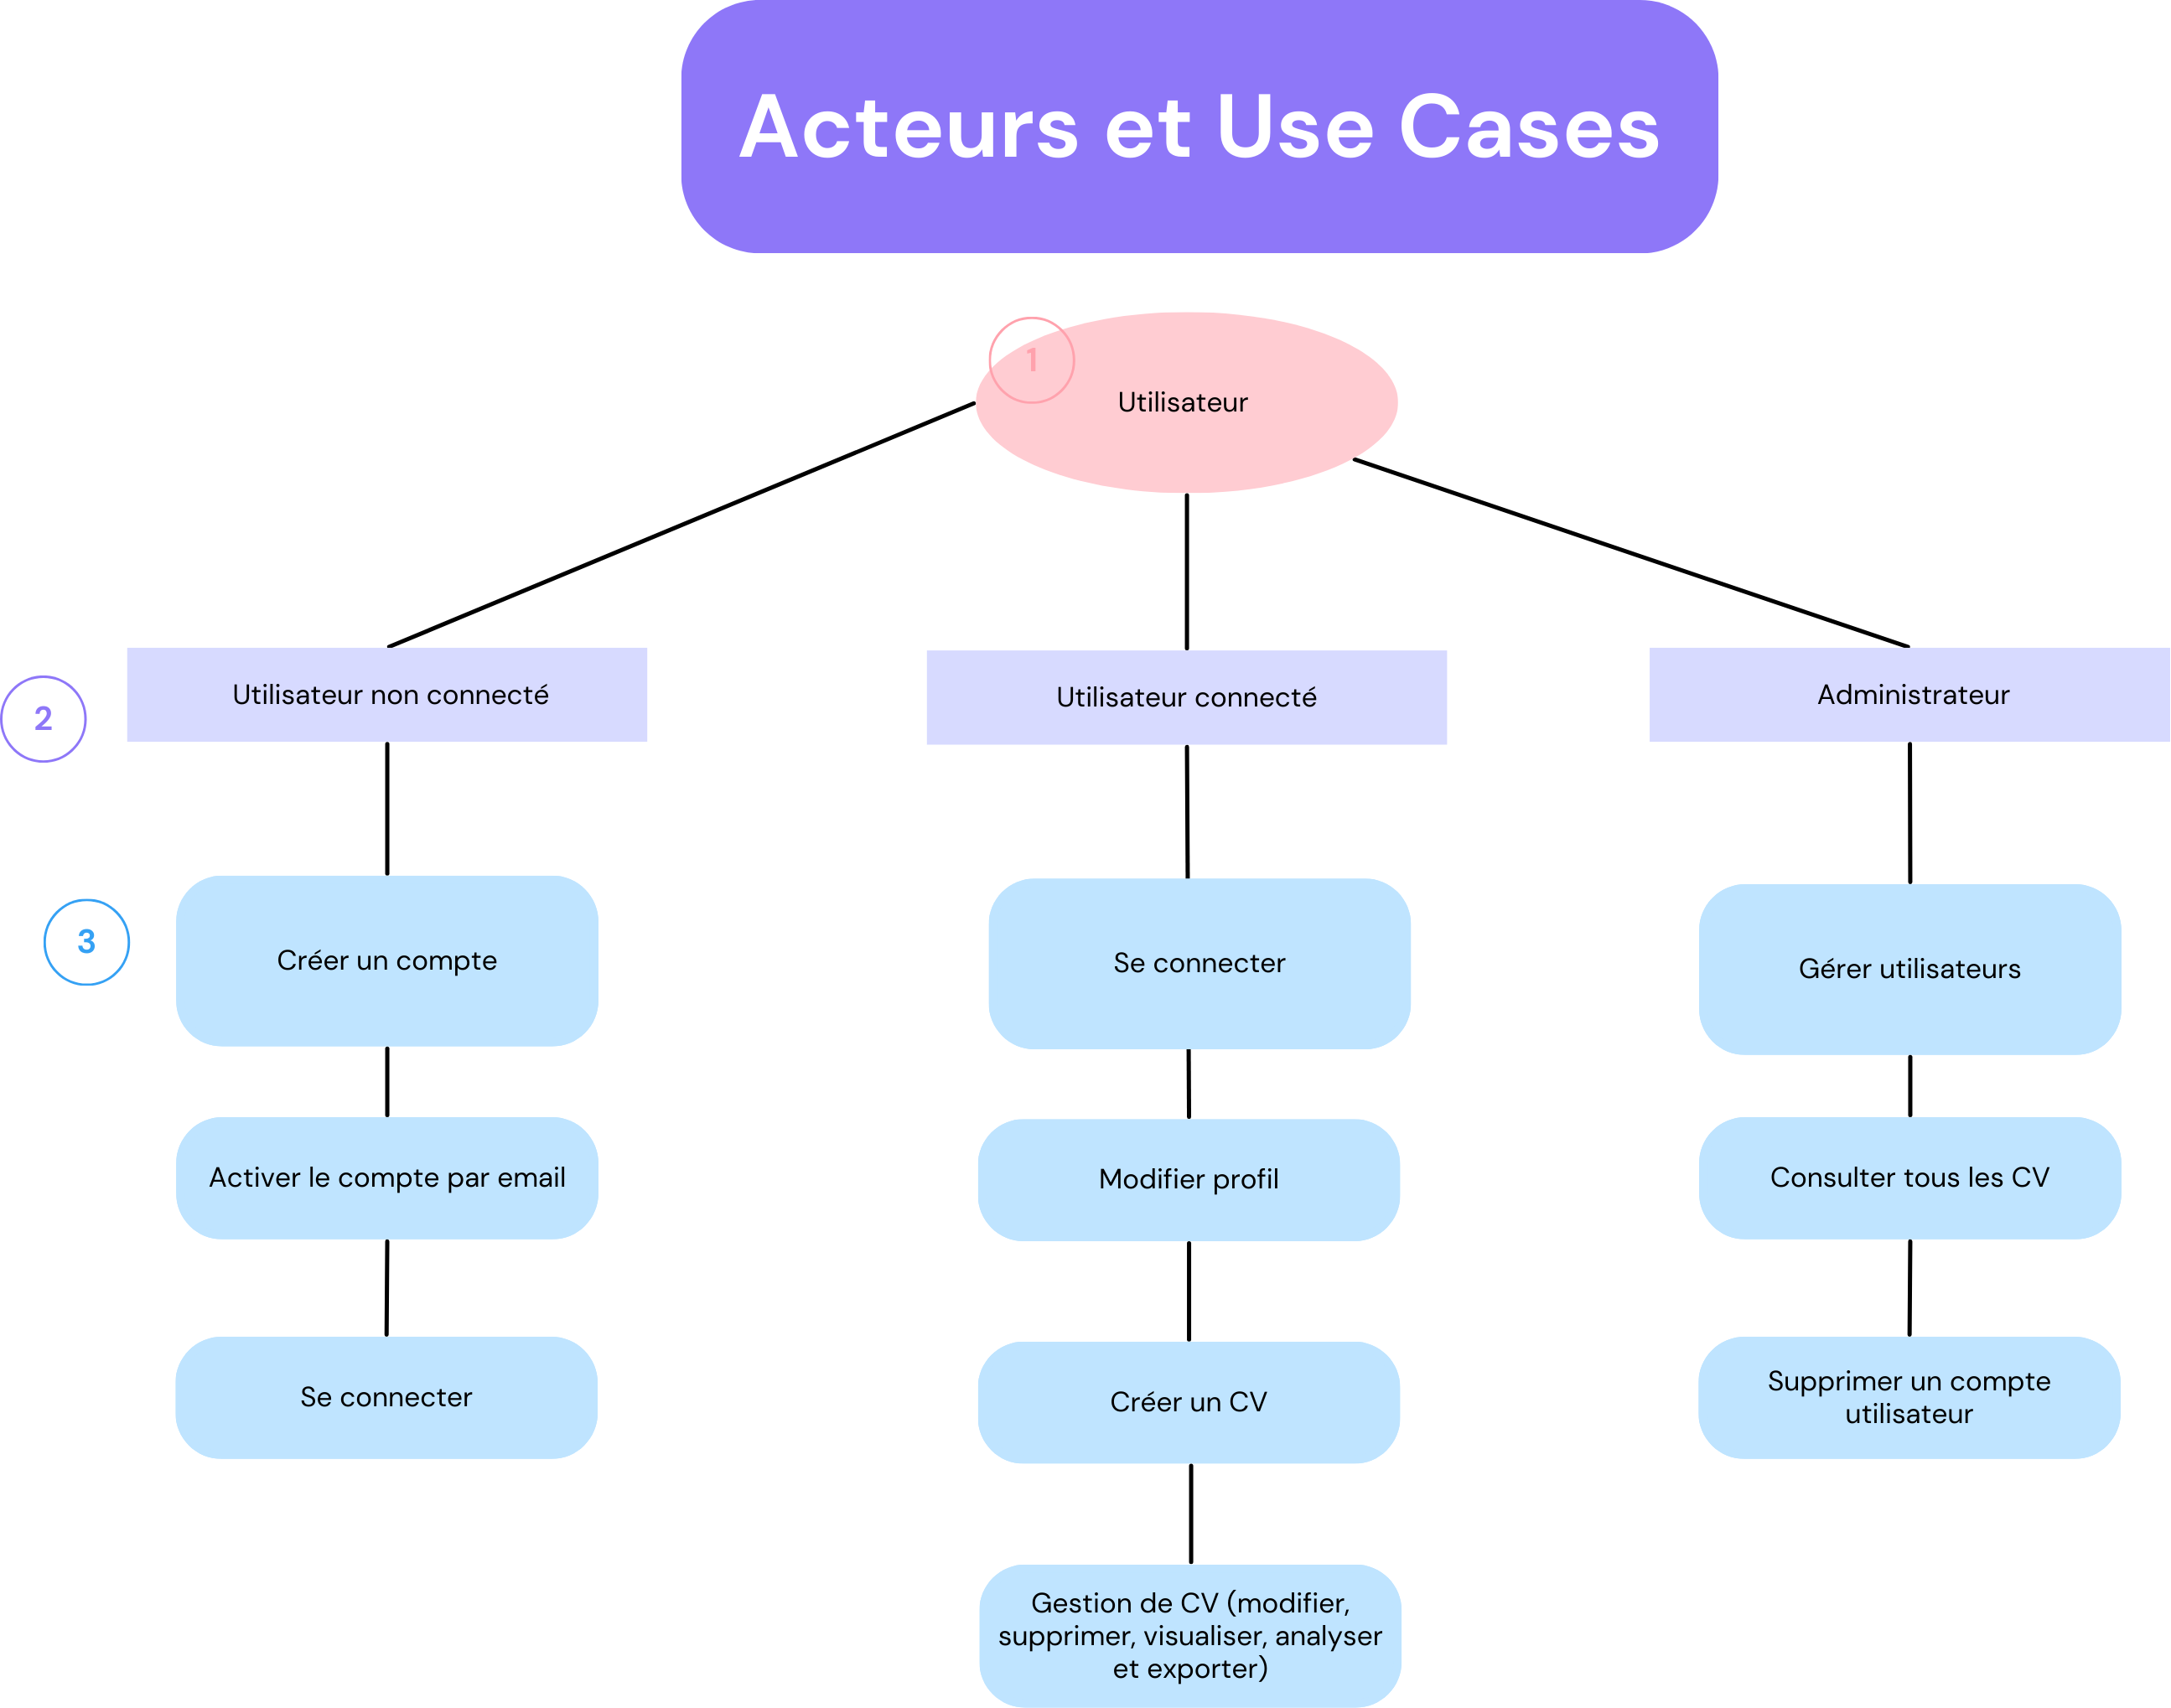 Acteurs et Use Cases
1
Utilisateur
2
Utilisateur non connecté
Utilisateur connecté
Administrateur
3
Créer un compte
Se connecter
Gérer utilisateurs
Activer le compte par email
Modifier profil
Consulter tous les CV
Se connecter
Créer un CV
Supprimer un compte
utilisateur
Gestion de CV (modifier,
supprimer, visualiser, analyser
et exporter)